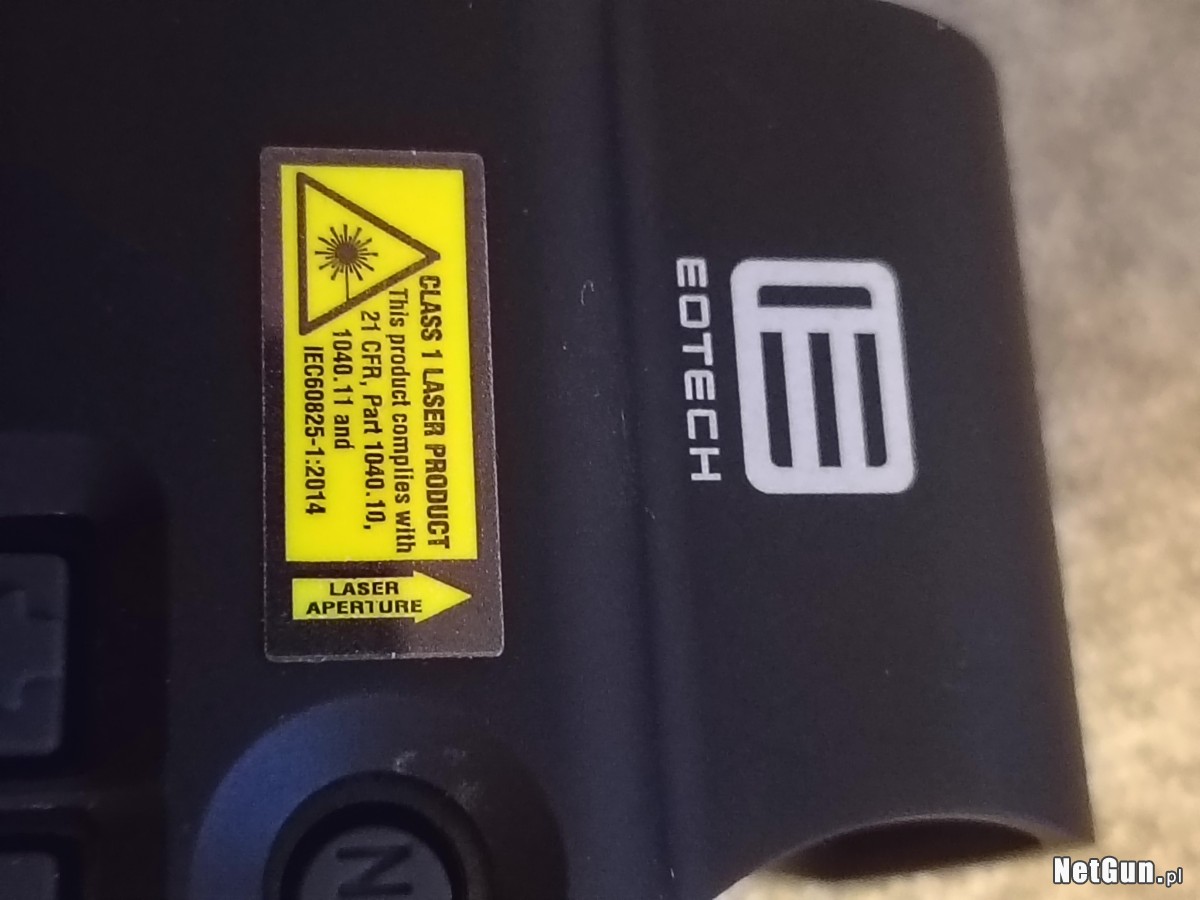 CLASS 1 LASER PRODUCT
This product complies with
21 CFR, Part 1040.10,
1040.11 and
IEC60825-1:2014
LASER
APERTURE
EOTECH
N
NetGun.pl